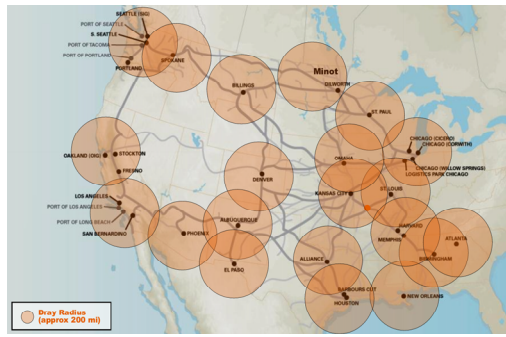 SEATTLE (SIG)
PORT OF SEATTLE
S. SEATTLE
PORT OF TACOMA
PORT OF PORTLAND
PORTLAND
SPOKANE
BILLINGS
Minot
DILWORTH
ST. PAUL
CHICAGO (CICERO)
CHICAGO (CORWITH)
CHICAGO (WILLOW SPRINGS)
LOGISTICS PARK CHICAGO
OMAHA
OAKLAND (OIG)
STOCKTON
FRESNO
DENVER
KANSAS CITY
ST. LOUIS
LOS ANGELES
PORT OF LOS ANGELES
PORT OF LONG BEACH
SAN BERNARDINO
PHOENIX
ALBUQUERQUE
EL PASO
HARVARD
MEMPHIS
ATLANTA
BIRMINGHAM
ALLIANCE
BARBOURS CUT
HOUSTON
NEW ORLEANS
Dray Radius
(approx 200 mi)